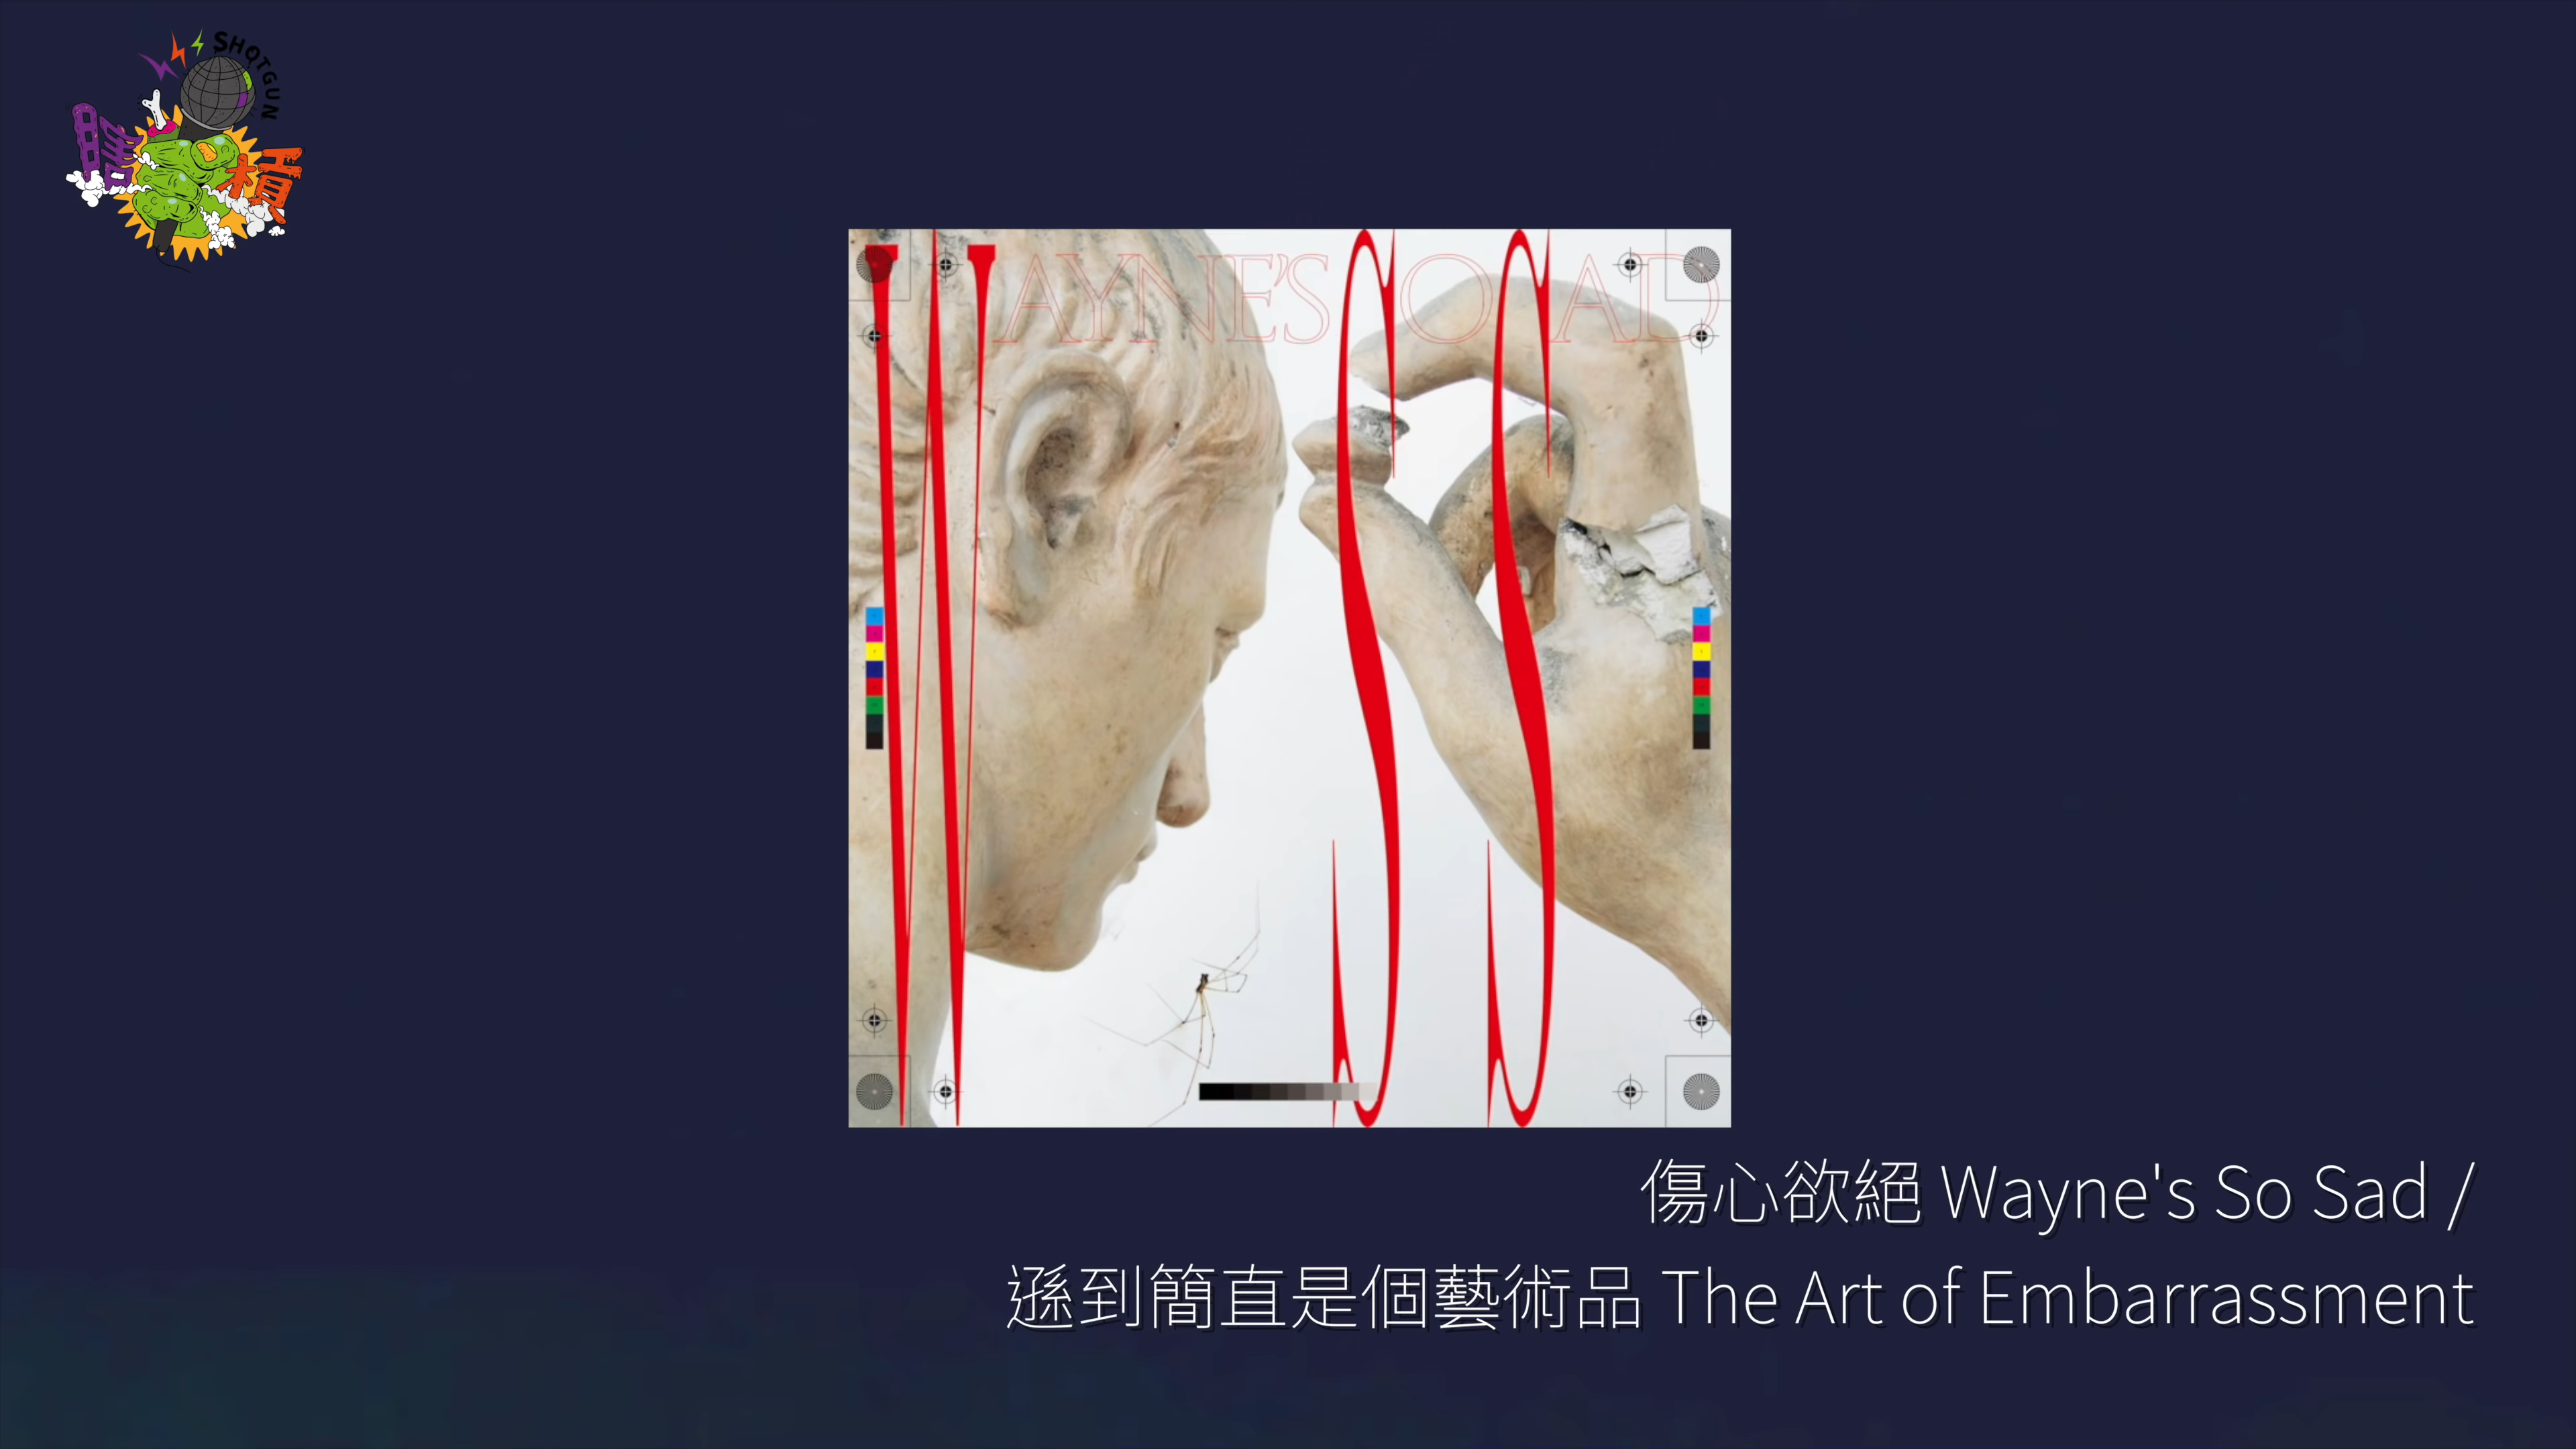 SHOTGUN
WAYNE'S SO SAD
WSS
傷心欲絕 Wayne's So Sad /
遜到簡直是個藝術品 The Art of Embarrassment